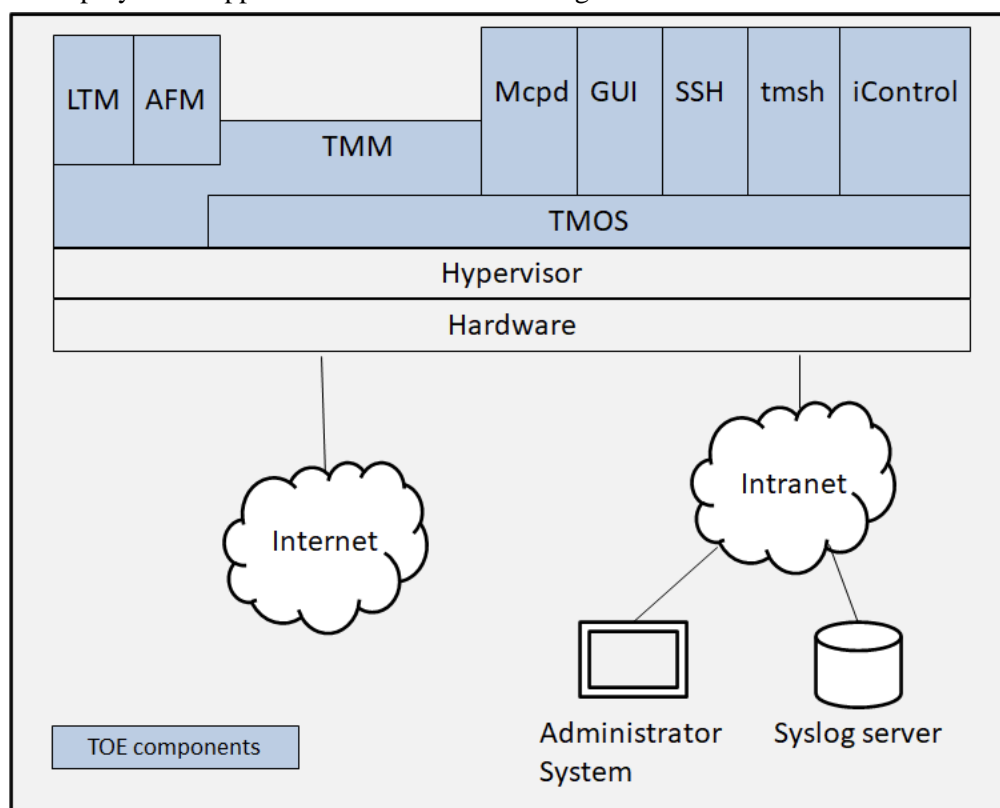 LTM
AFM
TMM
Mcpd
GUI
SSH
tmsh
iControl
TMOS
Hypervisor
Hardware
Internet
Intranet
Administrator
System
Syslog server
TOE components